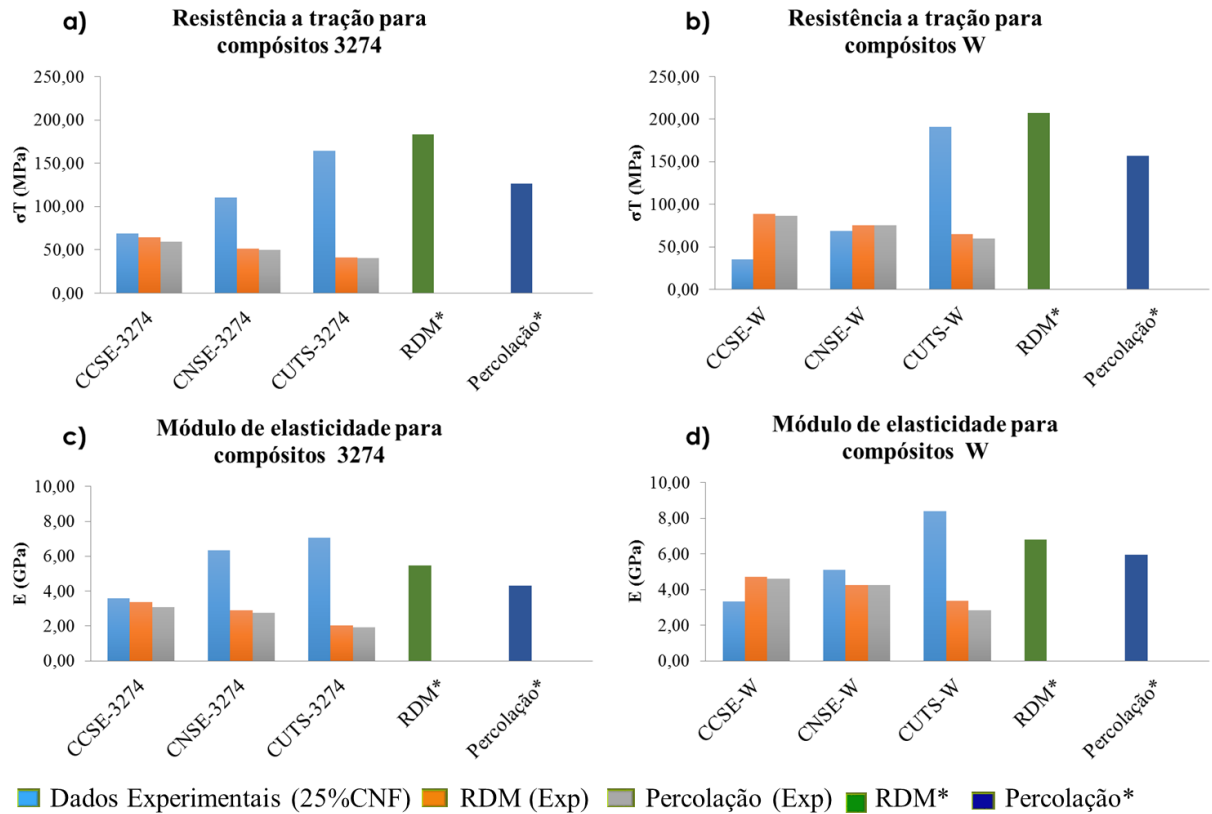 a)
Resistência a tração para
compósitos 3274
σT (MPa)
250,00
200,00
150,00
100,00
50,00
0,00
CCSE-3274
CNSE-3274
CUTS-3274
RDM*
Percolação*
b)
Resistência a tração para
compósitos W
σT (MPa)
250,00
200,00
150,00
100,00
50,00
0,00
CCSE-W
CNSE-W
CUTS-W
RDM*
Percolação*
c)
Módulo de elasticidade para
compósitos 3274
E (GPa)
10,00
8,00
6,00
4,00
2,00
0,00
CCSE-3274
CNSE-3274
CUTS-3274
RDM*
Percolação*
d)
Módulo de elasticidade para
compósitos W
E (GPa)
10,00
8,00
6,00
4,00
2,00
0,00
CCSE-W
CNSE-W
CUTS-W
RDM*
Percolação*
Dados Experimentais (25%CNF) RDM (Exp) Percolação (Exp) RDM* Percolação*